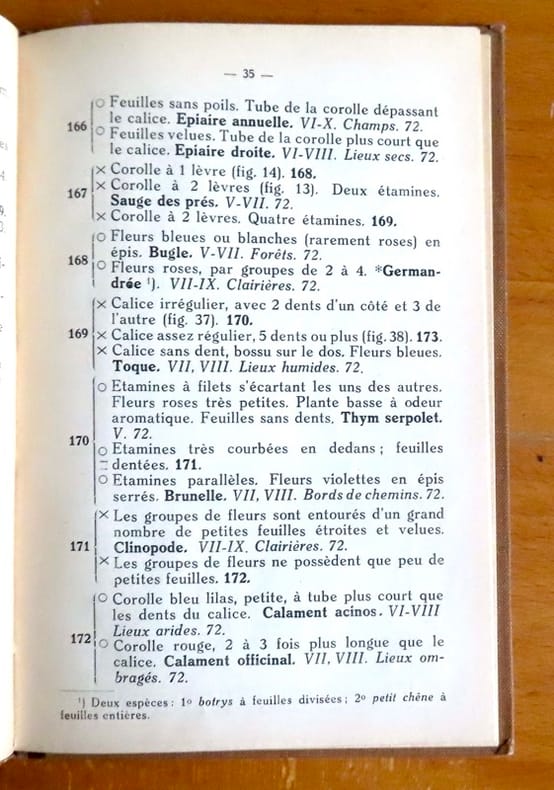 — 35 —
○ Feuilles sans poils. Tube de la corolle dépassant
le calice. Epiaire annuelle. VI-X. Champs. 72.
166
○ Feuilles velues. Tube de la corolle plus court que
le calice. Epiaire droite. VI-VIII. Lieux secs. 72.
× Corolle à 1 lèvre (fig. 14). 168.
× Corolle à 2 lèvres (fig. 13). Deux étamines.
167
Sauge des prés. V-VII. 72.
× Corolle à 2 lèvres. Quatre étamines. 169.
○ Fleurs bleues ou blanches (rarement roses) en
épis. Bugle. V-VII. Forêts. 72.
168
○ Fleurs roses, par groupes de 2 à 4. *German-
drée ¹). VII-IX. Clairières. 72.
× Calice irrégulier, avec 2 dents d'un côté et 3 de
l'autre (fig. 37). 170.
169 × Calice assez régulier, 5 dents ou plus (fig. 38). 173.
× Calice sans dent, bossu sur le dos. Fleurs bleues.
Toque. VII, VIII. Lieux humides. 72.
○ Etamines à filets s'écartant les uns des autres.
Fleurs roses très petites. Plante basse à odeur
aromatique. Feuilles sans dents. Thym serpolet.
V. 72.
170
○ Etamines très courbées en dedans ; feuilles
dentées. 171.
○ Etamines parallèles. Fleurs violettes en épis
serrés. Brunelle. VII, VIII. Bords de chemins. 72.
× Les groupes de fleurs sont entourés d'un grand
nombre de petites feuilles étroites et velues.
171 Clinopode. VII-IX. Clairières. 72.
× Les groupes de fleurs ne possèdent que peu de
petites feuilles. 172.
○ Corolle bleu lilas, petite, à tube plus court que
les dents du calice. Calament acinos. VI-VIII
Lieux arides. 72.
172 ○ Corolle rouge, 2 à 3 fois plus longue que le
calice. Calament officinal. VII, VIII. Lieux om-
bragés. 72.
¹) Deux espèces : 1º botrys à feuilles divisées ; 2º petit chêne à
feuilles entières.